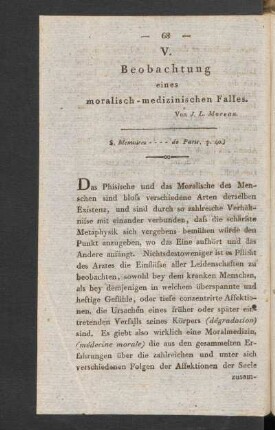 — 68 —
V.
Beobachtung
eines
moralisch-medizinischen Falles.
Von J. L. Moreau.
S. Memoires - - - - de Paris, 3. 92.)
Das Phisische und das Moralische des Men-
schen sind bloſs verschiedene Arten derselben
Existenz, und sind durch so zahlreiche Verhält-
nisse mit einander verbunden, daſs die schärfste
Metaphysik sich vergebens bemühen würde den
Punkt anzugeben, wo das Eine aufhört und das
Andere anfängt. Nichtsdestoweniger ist es Pflicht
des Arztes die Einflüſse aller Leidenschaften zu
beobachten, sowohl bey dem kranken Menschen,
als bey demjenigen in welchem überspannte und
heftige Gefühle, oder tiefe concentrirte Affektio-
nen, die Ursachen eines früher oder später ein-
tretenden Verfalls seines Körpers (dégradation)
sind. Es giebt also wirklich eine Moralmedizin,
(médecine morale) die aus den gesammelten Er-
fahrungen über die zahlreichen und unter sich
verschiedenen Folgen der Affektionen der Seele
zusam-